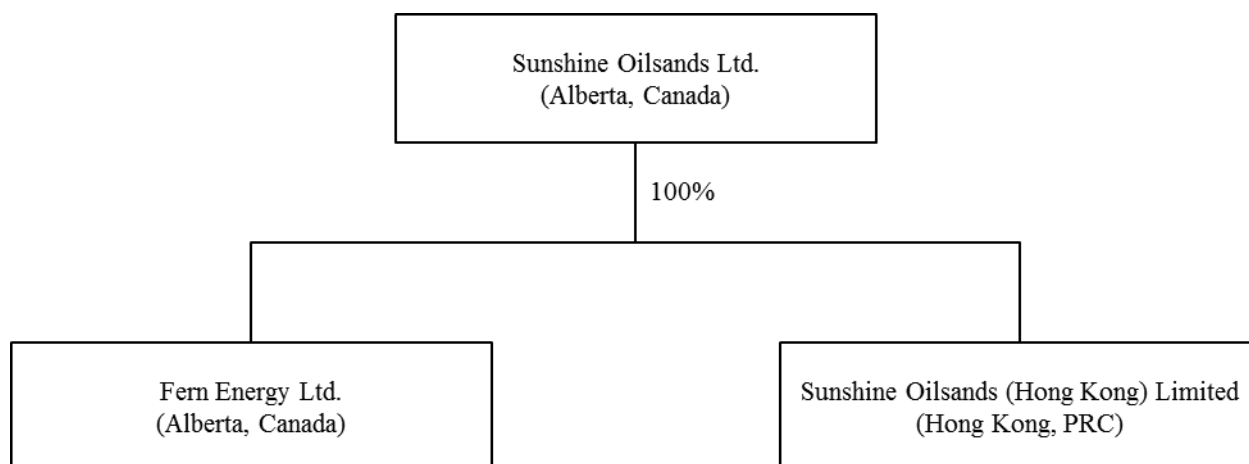 Sunshine Oilsands Ltd.
(Alberta, Canada)
100%
Fern Energy Ltd.
(Alberta, Canada)
Sunshine Oilsands (Hong Kong) Limited
(Hong Kong, PRC)